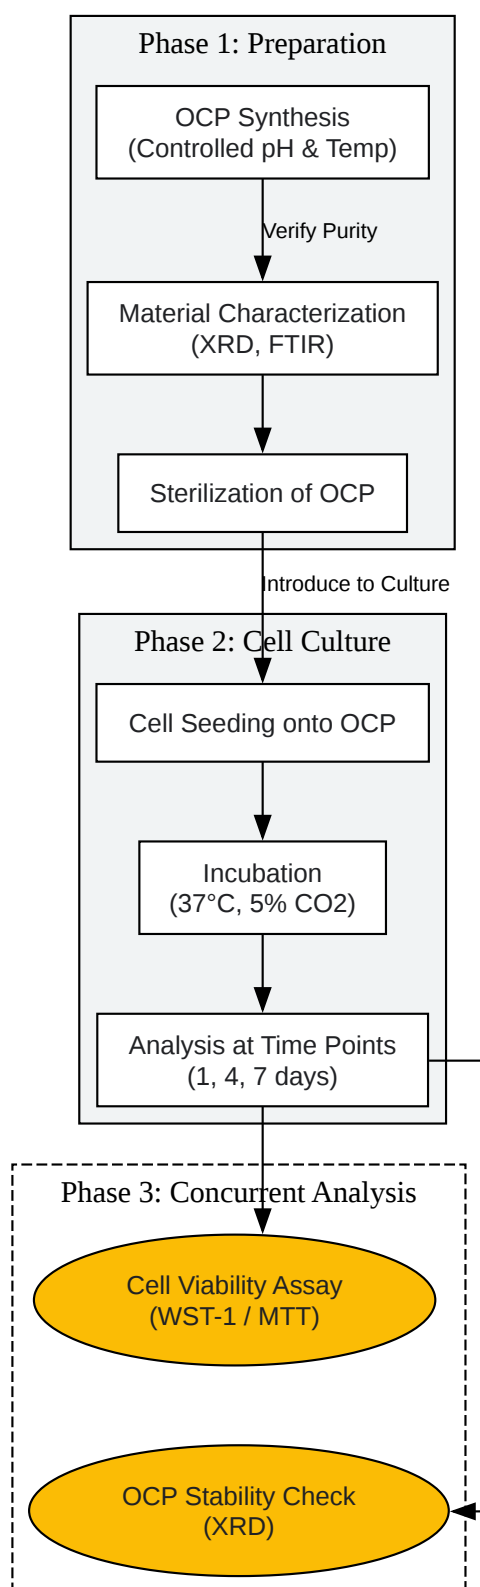 Phase 1: Preparation
OCP Synthesis
(Controlled pH & Temp)
Verify Purity
Material Characterization
(XRD, FTIR)
Sterilization of OCP
Introduce to Culture
Phase 2: Cell Culture
Cell Seeding onto OCP
Incubation
(37°C, 5% CO2)
Analysis at Time Points
(1, 4, 7 days)
Phase 3: Concurrent Analysis
Cell Viability Assay
(WST-1 / MTT)
OCP Stability Check
(XRD)